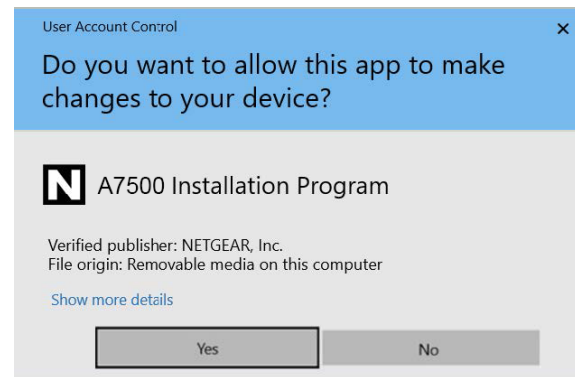 User Account Control
×
Do you want to allow this app to make
changes to your device?
N A7500 Installation Program
Verified publisher: NETGEAR, Inc.
File origin: Removable media on this computer
Show more details
Yes No